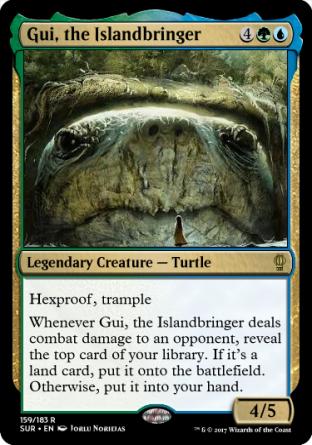 Gui, the Islandbringer 4
Legendary Creature — Turtle
Hexproof, trample
Whenever Gui, the Islandbringer deals
combat damage to an opponent, reveal
the top card of your library. If it's a
land card, put it onto the battlefield.
Otherwise, put it into your hand.
4/5
159/183 R
SUR • EN
™ & © 2017 Wizards of the Coast